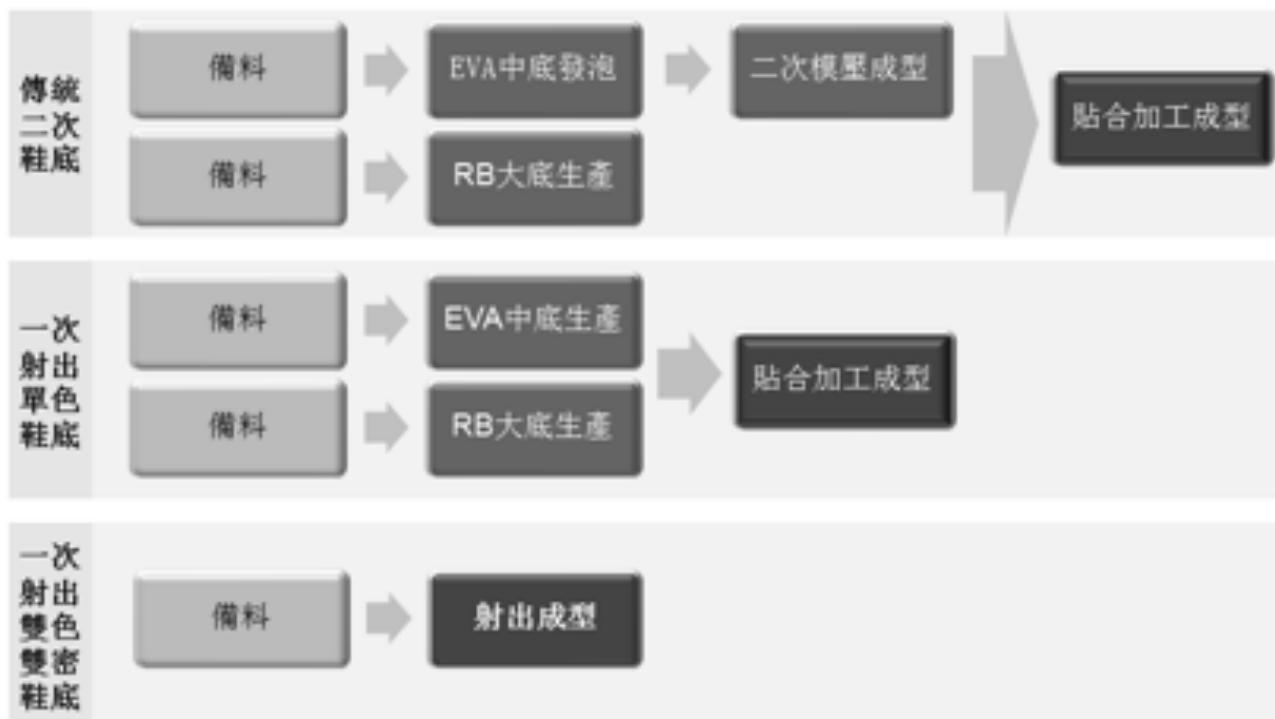 傳統
二次
鞋底
備料
EVA中底發泡
二次模壓成型
備料
RB大底生產
貼合加工成型
一次
射出
單色
鞋底
備料
EVA中底生產
備料
RB大底生產
貼合加工成型
一次
射出
雙色
雙密
鞋底
備料
射出成型